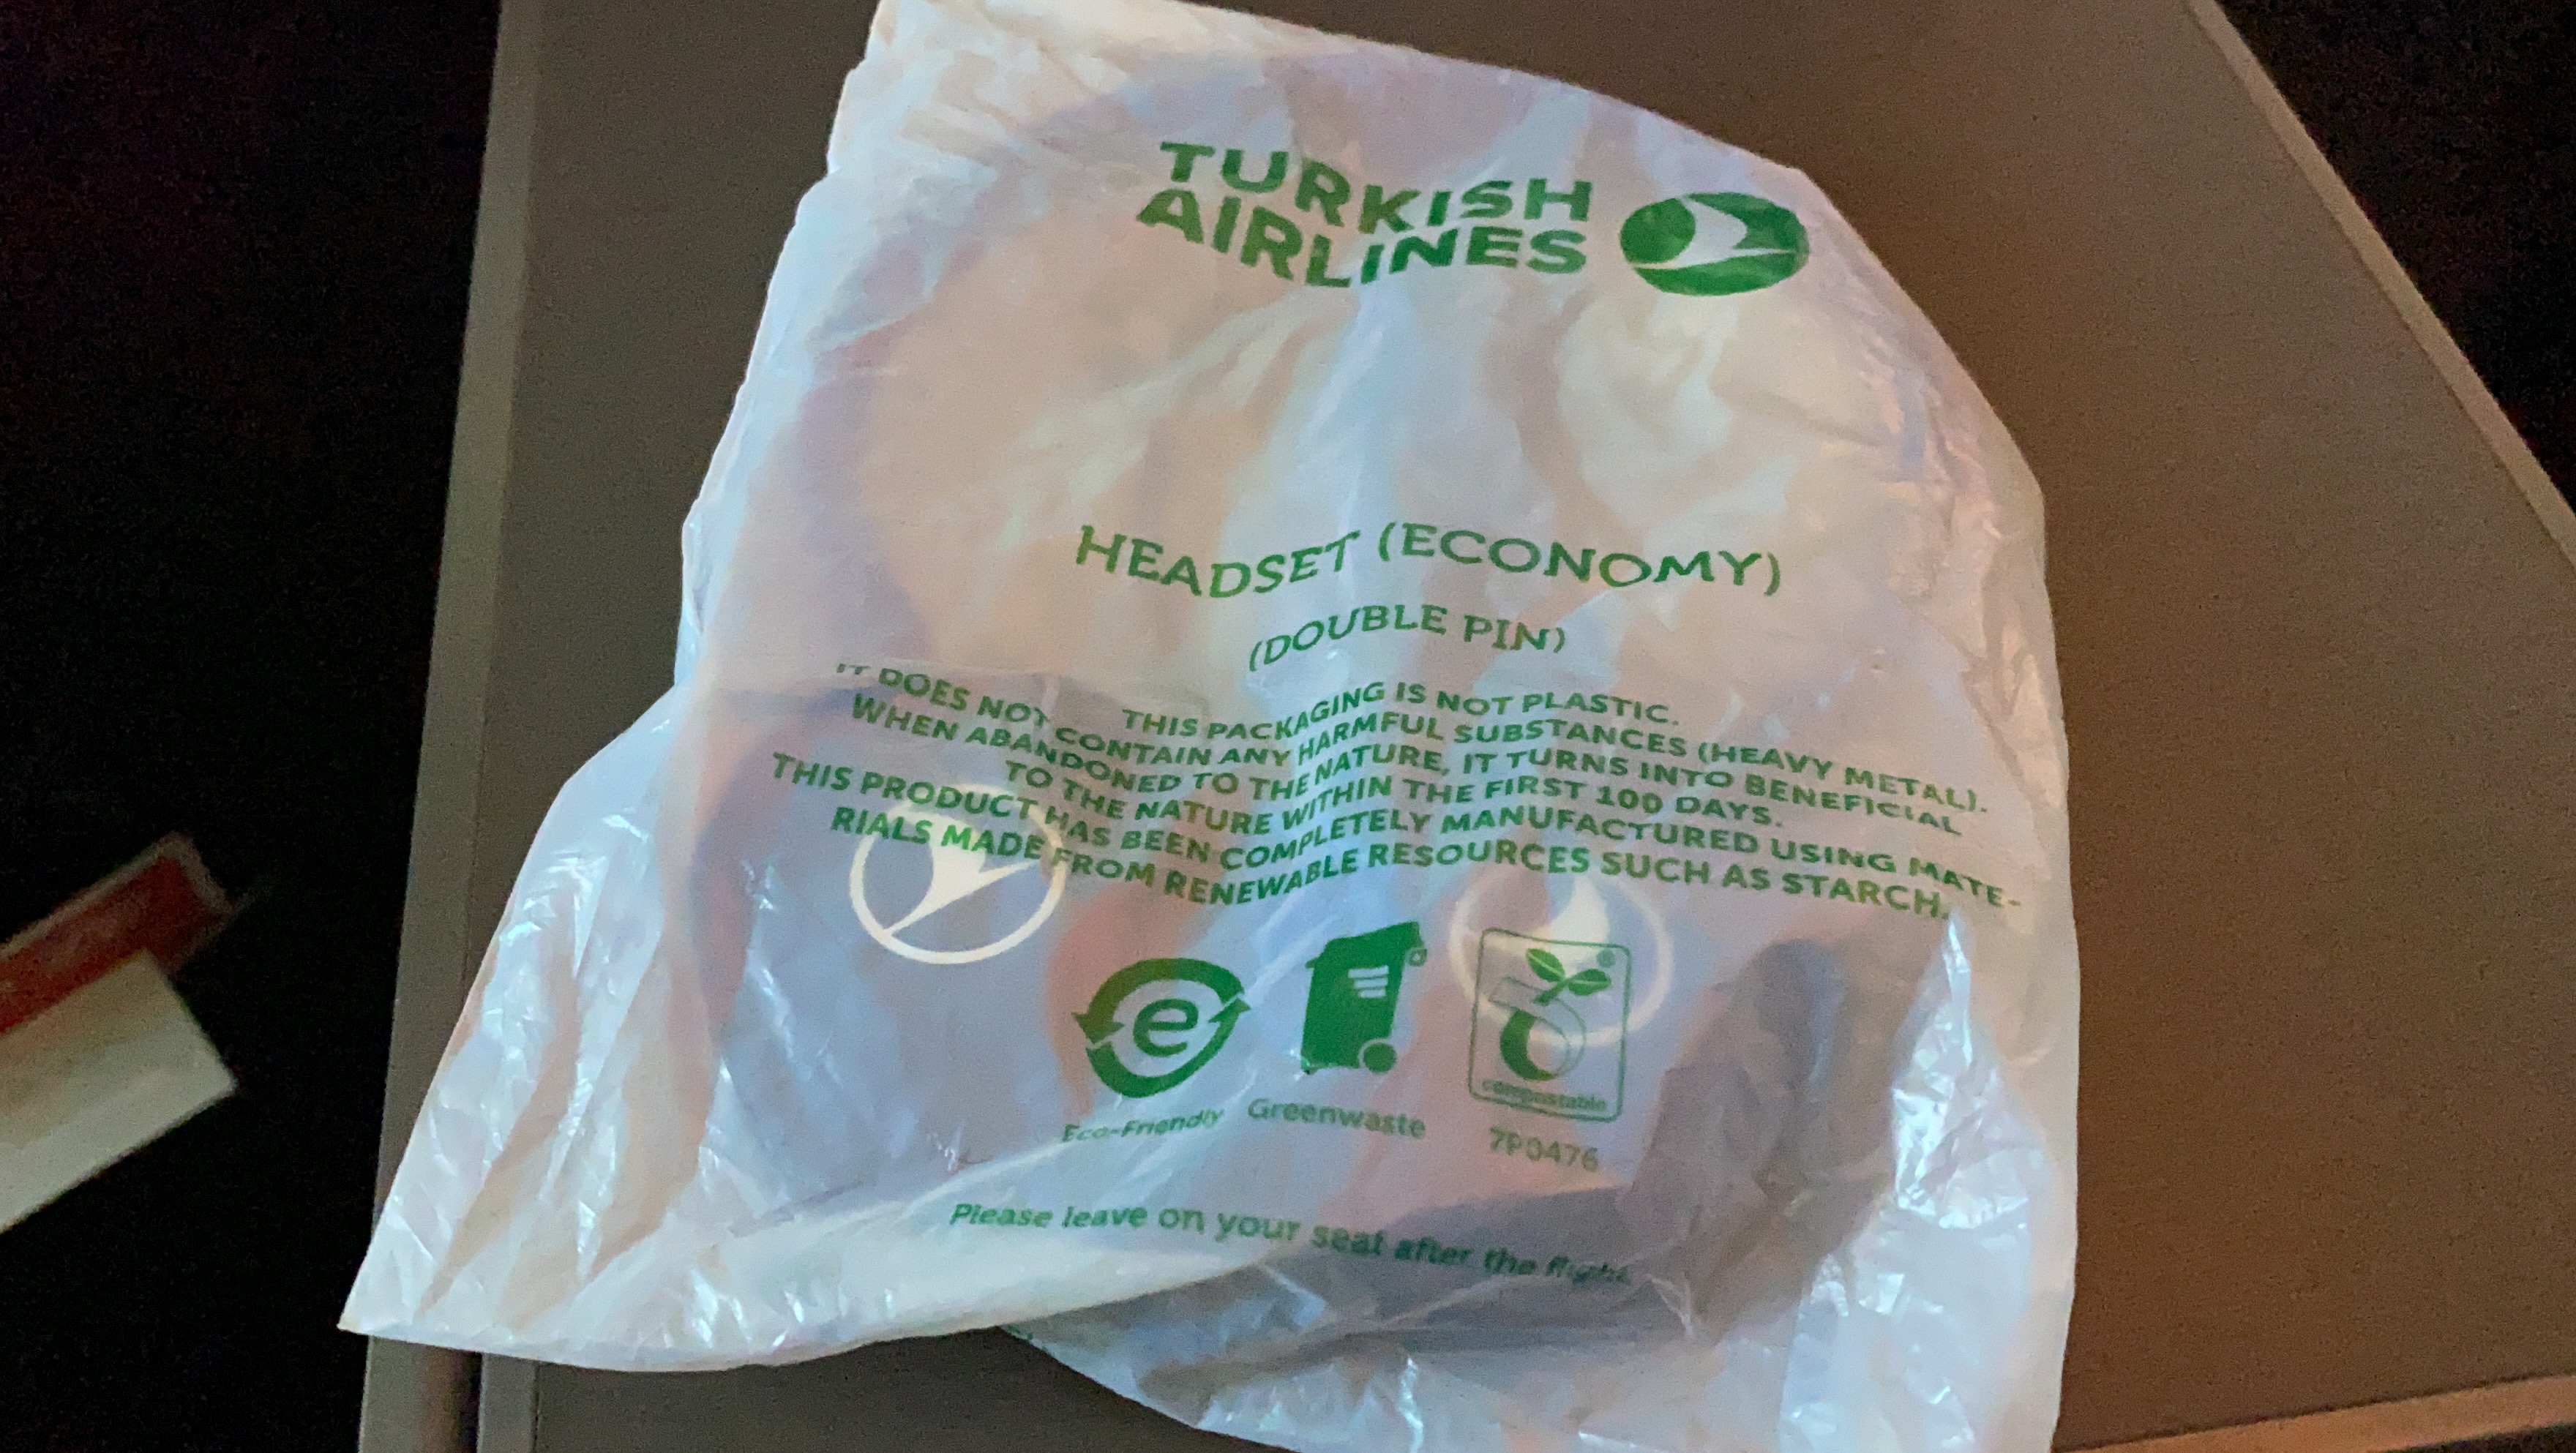 TURKISH
AIRLINES
HEADSET (ECONOMY)
(DOUBLE PIN)
THIS PACKAGING IS NOT PLASTIC.
IT DOES NOT CONTAIN ANY HARMFUL SUBSTANCES (HEAVY METAL).
WHEN ABANDONED TO THE NATURE, IT TURNS INTO BENEFICIAL
TO THE NATURE WITHIN THE FIRST 100 DAYS.
THIS PRODUCT HAS BEEN COMPLETELY MANUFACTURED USING MATE-
RIALS MADE FROM RENEWABLE RESOURCES SUCH AS STARCH.
e
Eco-Friendly
Greenwaste
compostable
7P0476
Please leave on your seat after the flight.